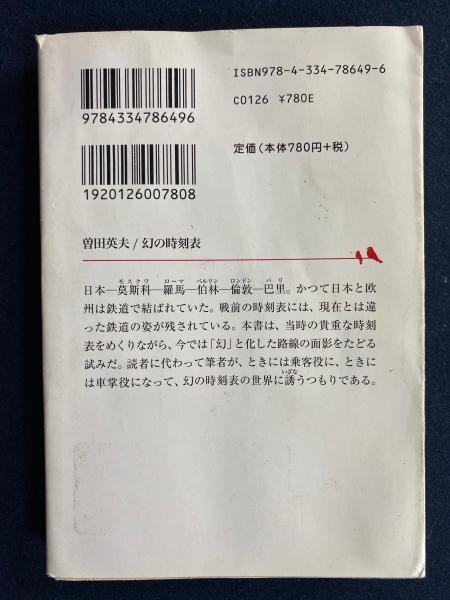 ISBN978-4-334-78649-6
C0126 ¥780E
9784334786496
定価(本体780円+税)
1920126007808
曽田英夫/幻の時刻表
モスクワ ローマ ベルリン ロンドン パリ
日本─莫斯科─羅馬─伯林─倫敦─巴里。かつて日本と欧
州は鉄道で結ばれていた。戦前の時刻表には、現在とは違
った鉄道の姿が残されている。本書は、当時の貴重な時刻
表をめくりながら、今では「幻」と化した路線の面影をたどる
試みだ。読者に代わって筆者が、ときには乗客役に、ときに
いざな
は車掌役になって、幻の時刻表の世界に誘うつもりである。